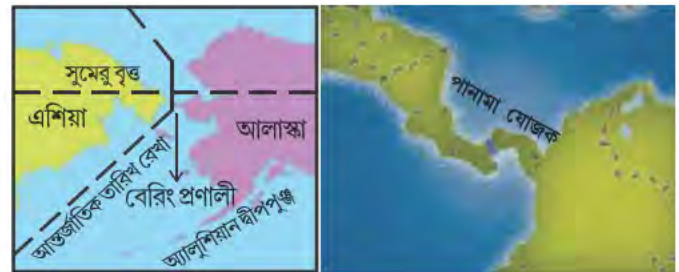 সুমেরু বৃত্ত
এশিয়া
আলাস্কা
আন্তর্জাতিক তারিখ রেখা
বেরিং প্রণালী
অ্যালুশিয়ান দ্বীপপুঞ্জ
পানামা যোজক